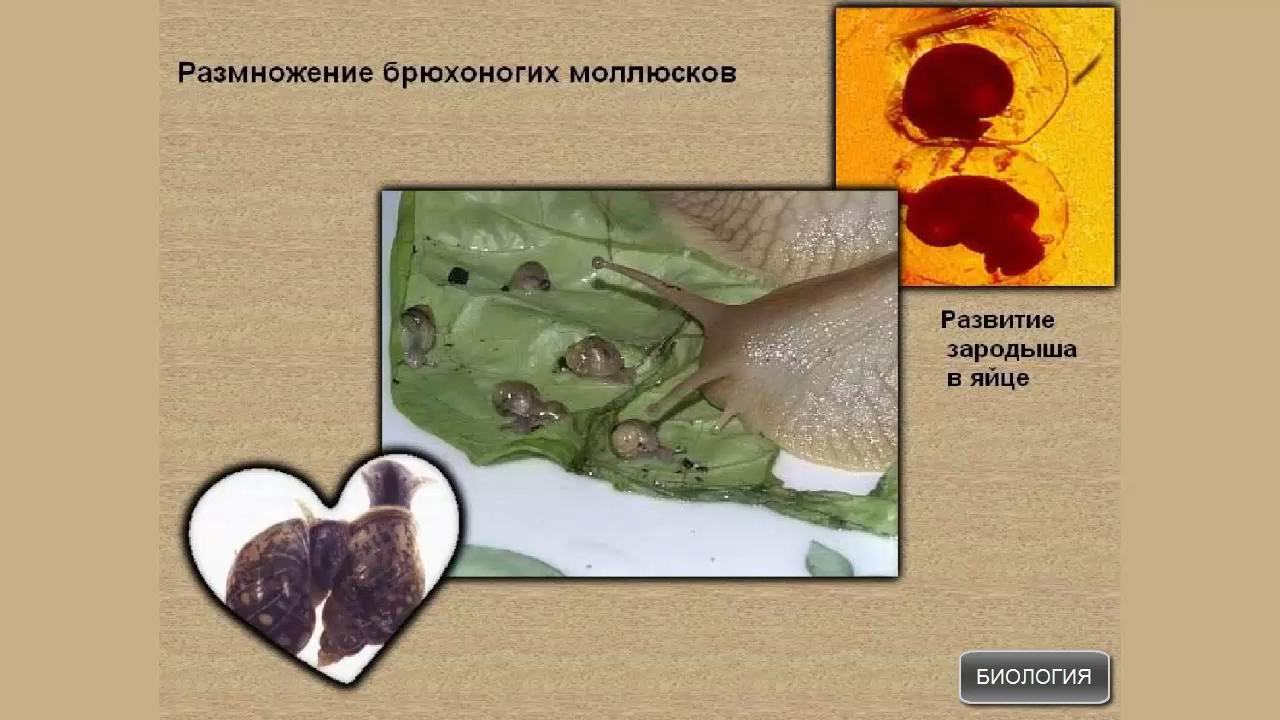 Размножение брюхоногих моллюсков
Развитие
зародыша
в яйце
БИОЛОГИЯ